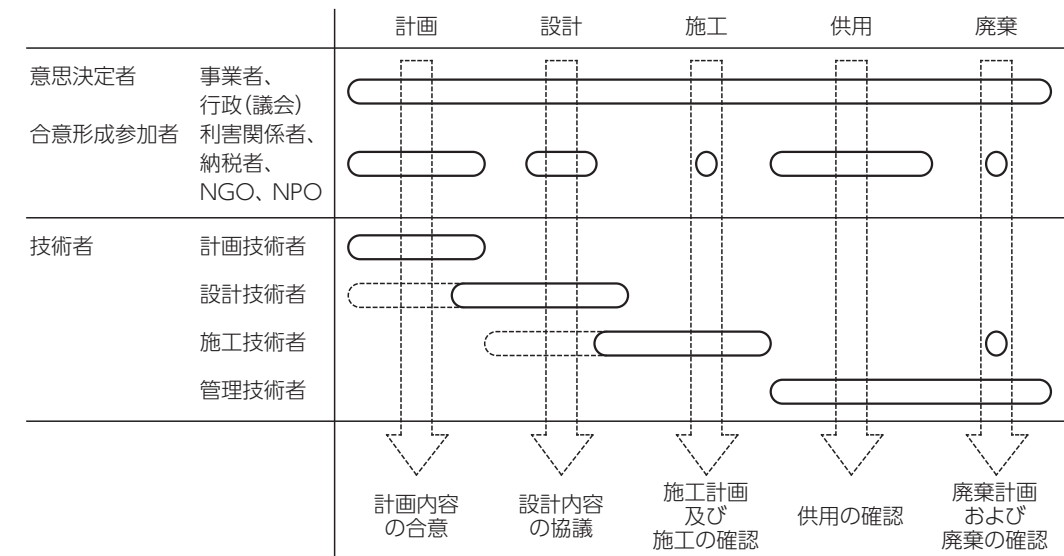 計画 設計 施工 供用 廃棄
意思決定者 事業者、
行政(議会)
合意形成参加者 利害関係者、
納税者、
NGO、NPO
技術者 計画技術者
設計技術者
施工技術者
管理技術者
計画内容
の合意
設計内容
の協議
施工計画
及び
施工の確認
供用の確認
廃棄計画
および
廃棄の確認